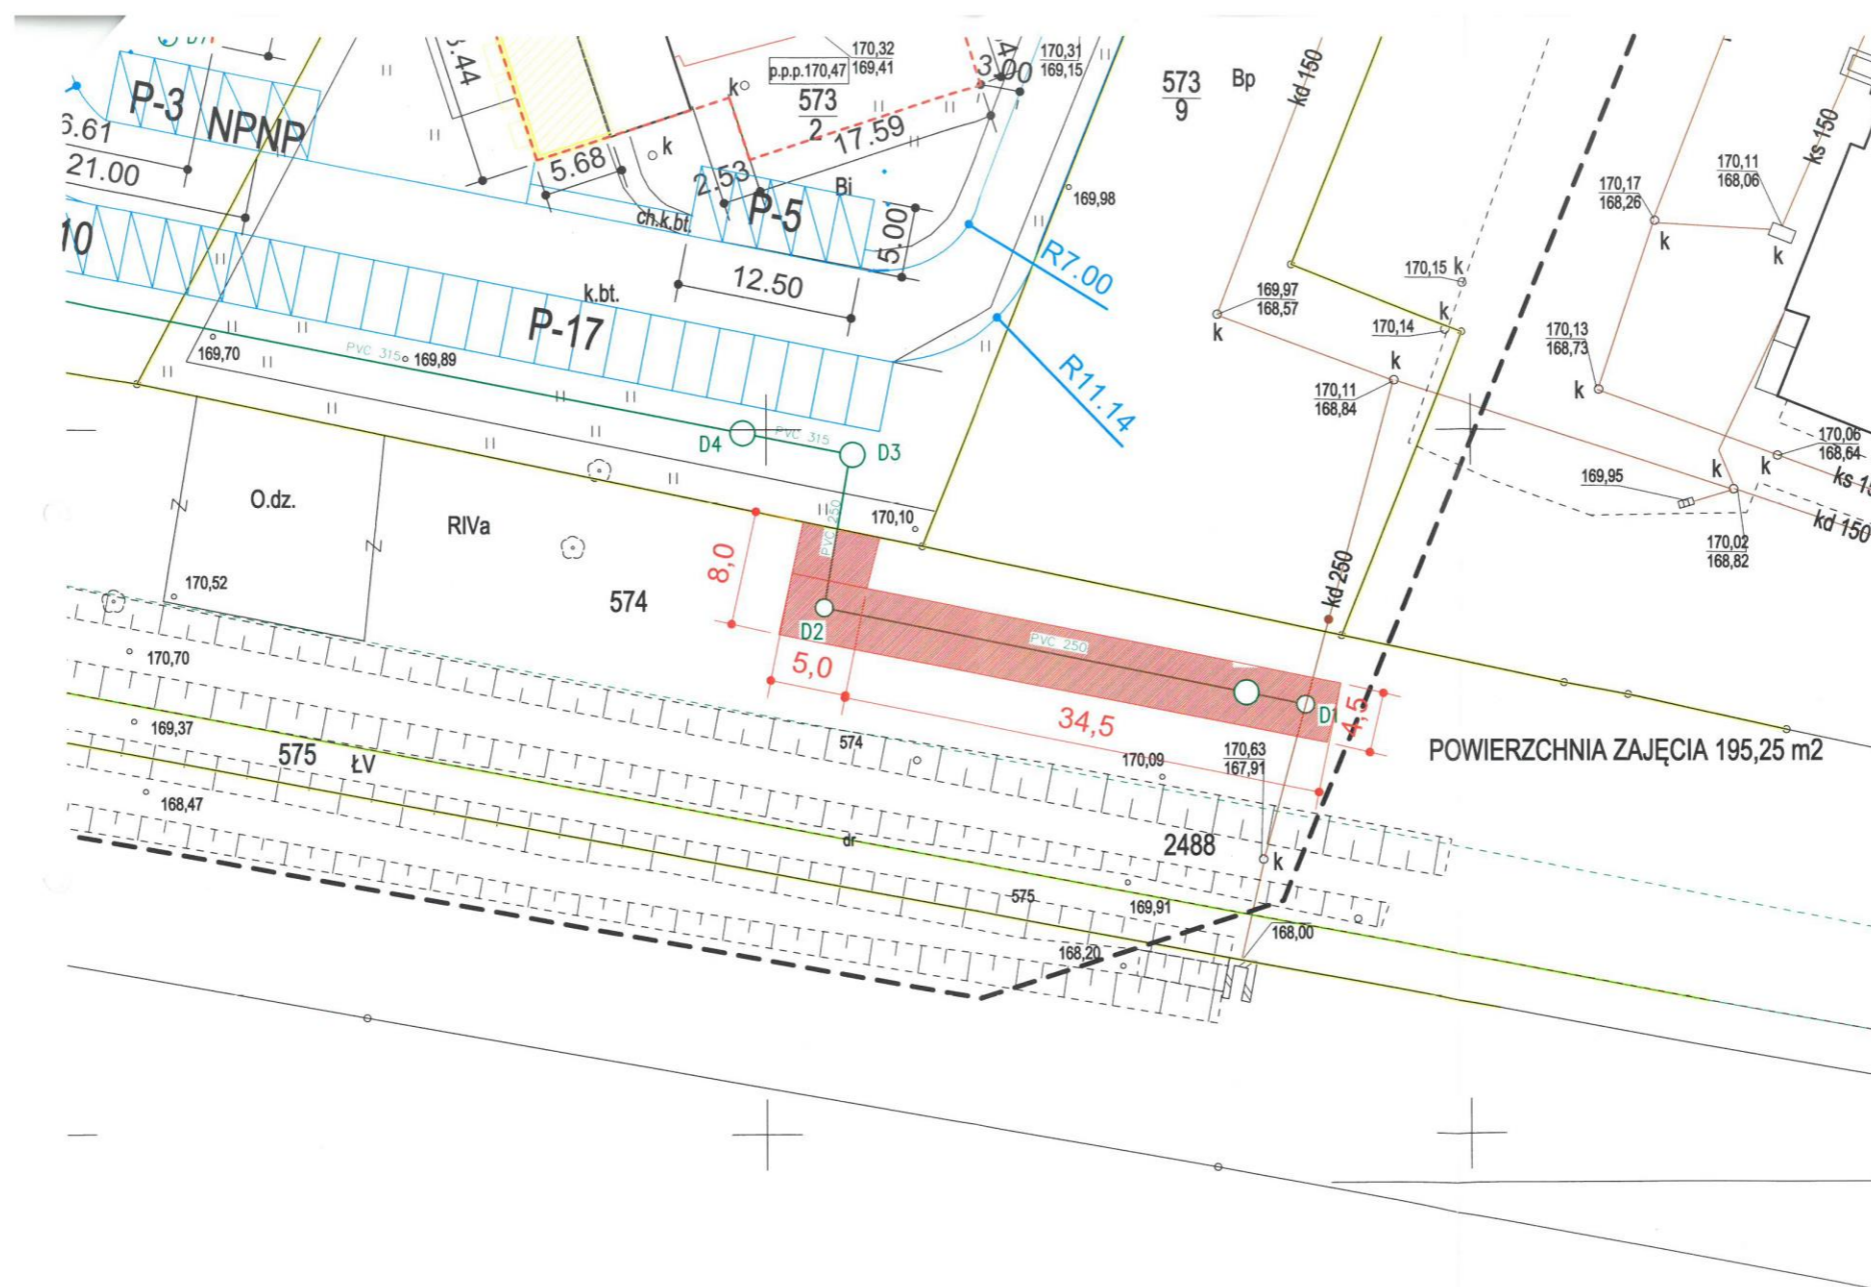 P-3
NPNP
6.61
21.00
10
5.68
2.53
17.59
3.00
p.p.p.170,47
170,32
169,41
573
2
170,31
169,15
573
9
Bp
kd 150
ks 150
k
k
Bi
P-5
ch.k.bt.
5.00
12.50
R7.00
R11.14
169,98
k.bt.
P-17
169,70
PVC 315
169,89
D4
PVC 315
D3
170,10
PVC 250
169,97
168,57
k
170,15
k
170,14
k
170,11
168,84
k
170,17
168,26
k
170,11
168,06
k
170,13
168,73
k
170,06
168,64
k
169,95
k
kd 150
170,02
168,82
kd 250
O.dz.
RIVa
170,52
574
8,0
D2
PVC 250
5,0
34,5
D1
4,5
POWIERZCHNIA ZAJĘCIA 195,25 m2
170,70
169,37
575
ŁV
168,47
574
170,09
170,63
167,91
2488
k
dr
575
169,91
168,20
168,00